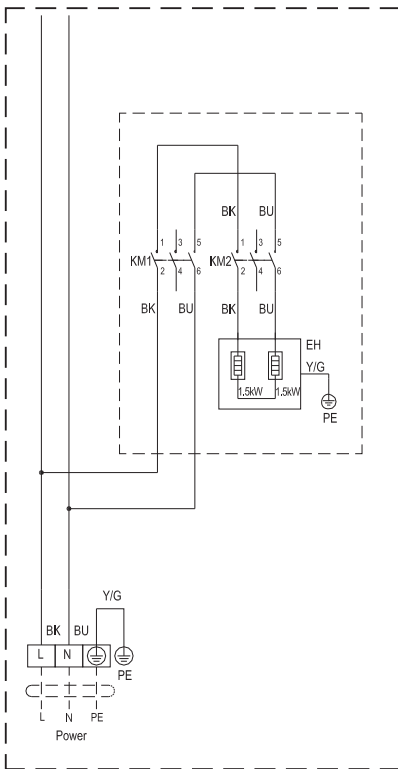 BK BU
1 3 5 1 3 5
KM1 KM2
2 4 6 2 4 6
BK BU BK BU
EH
Y/G
1.5kW 1.5kW
PE
Y/G
BK BU
L N
PE
L N PE
Power